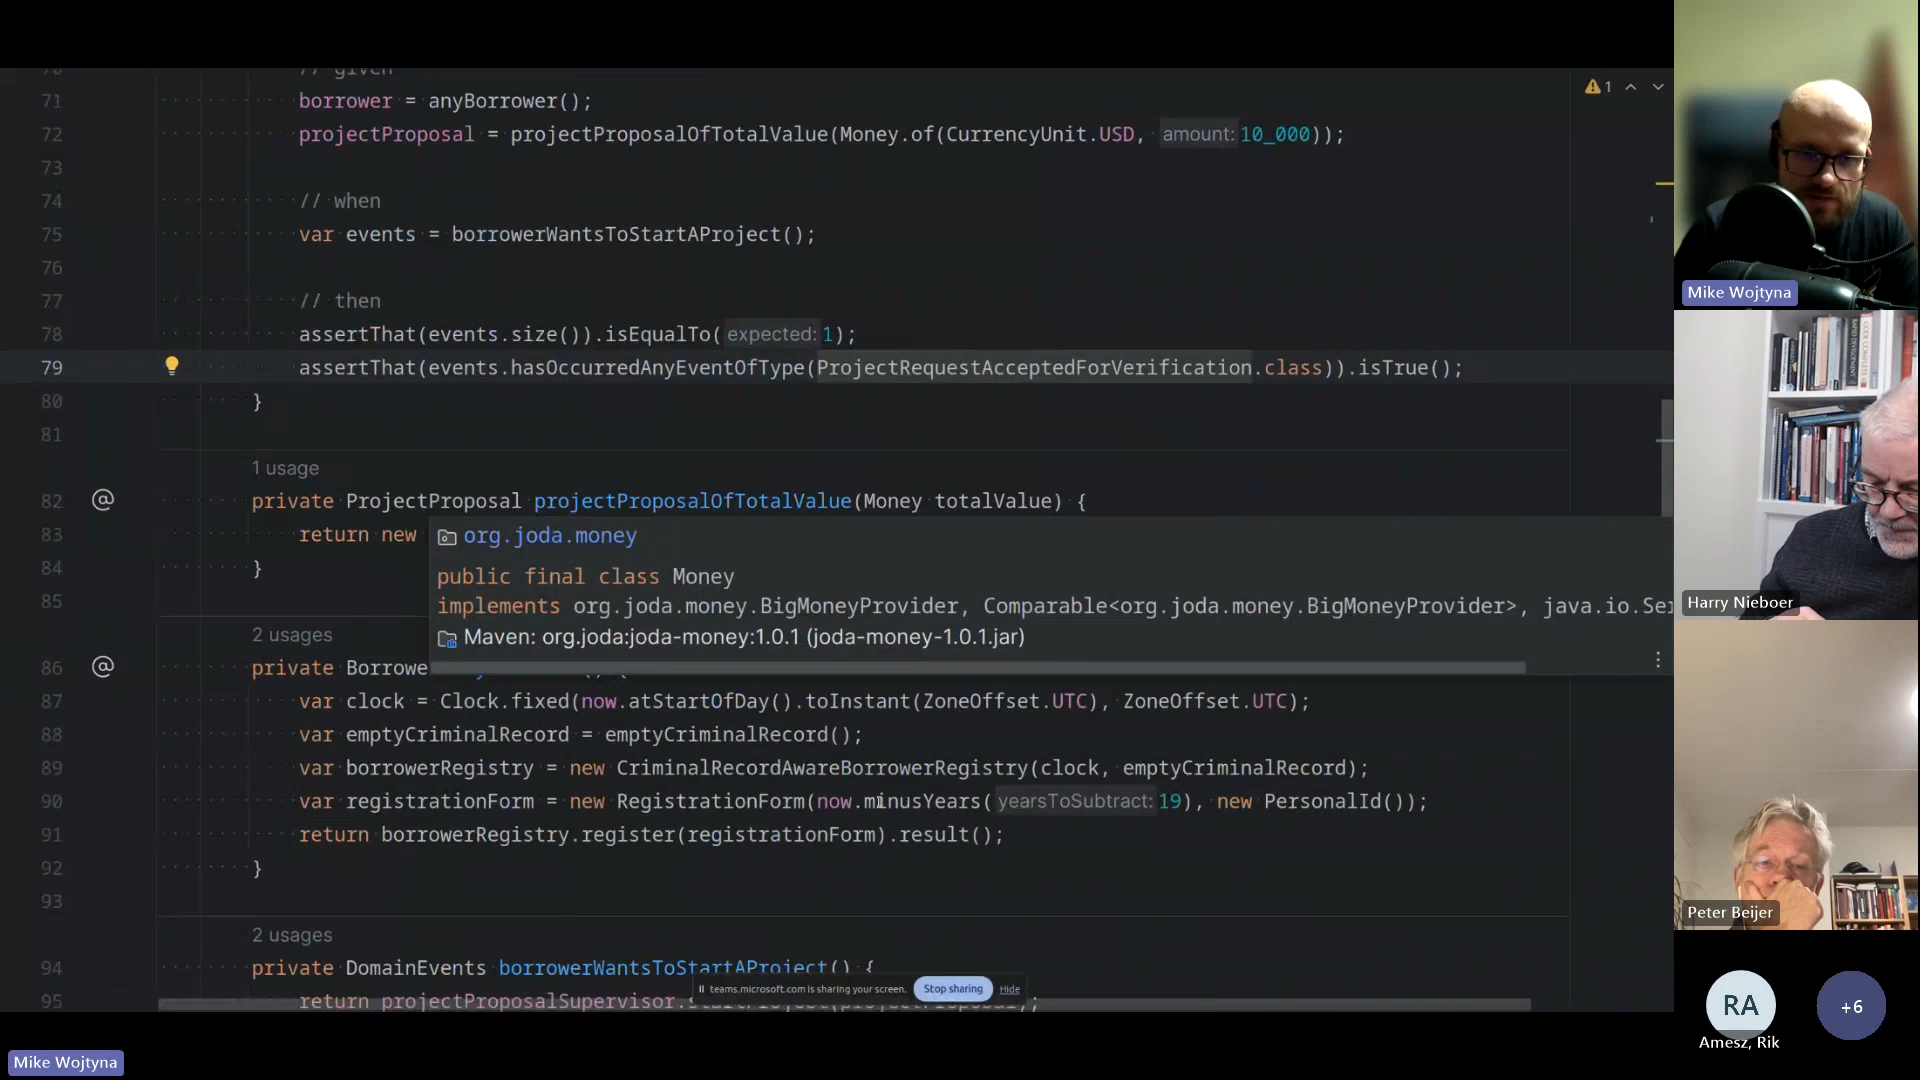 // given
71 borrower = anyBorrower();
72 projectProposal = projectProposalOfTotalValue(Money.of(CurrencyUnit.USD, amount: 10_000));
73
74 // when
75 var events = borrowerWantsToStartAProject();
76
77 // then
78 assertThat(events.size()).isEqualTo( expected: 1);
79 assertThat(events.hasOccurredAnyEventOfType(ProjectRequestAcceptedForVerification.class)).isTrue();
80 }
81
1 usage
82 private ProjectProposal projectProposalOfTotalValue(Money totalValue) {
83 return new
84 }
85
org.joda.money
public final class Money
implements org.joda.money.BigMoneyProvider, Comparable<org.joda.money.BigMoneyProvider>, java.io.Ser
Maven: org.joda:joda-money:1.0.1 (joda-money-1.0.1.jar)
2 usages
86 private Borrowe
87 var clock = Clock.fixed(now.atStartOfDay().toInstant(ZoneOffset.UTC), ZoneOffset.UTC);
88 var emptyCriminalRecord = emptyCriminalRecord();
89 var borrowerRegistry = new CriminalRecordAwareBorrowerRegistry(clock, emptyCriminalRecord);
90 var registrationForm = new RegistrationForm(now.minusYears( yearsToSubtract: 19), new PersonalId());
91 return borrowerRegistry.register(registrationForm).result();
92 }
93
2 usages
94 private DomainEvents borrowerWantsToStartAProject() {
95 return projectProposalSupervisor.
teams.microsoft.com is sharing your screen. Stop sharing Hide
1
Mike Wojtyna
Harry Nieboer
Peter Beijer
RA
+6
Amesz, Rik
Mike Wojtyna